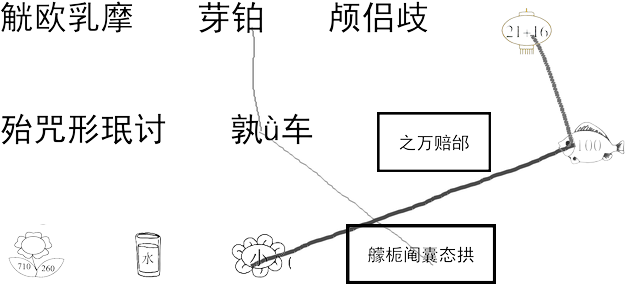 觥欧乳摩 芽铂 颅侣歧 21+16
殆咒形珉讨 孰ǜ车 之万赔邰 100
710 260 水 小 艨栀阉囊态拱